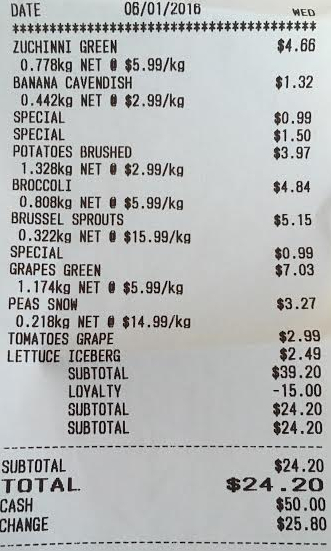 DATE 06/01/2016 WED
****************************************
ZUCHINNI GREEN $4.66
0.778kg NET @ $5.99/kg
BANANA CAVENDISH $1.32
0.442kg NET @ $2.99/kg
SPECIAL $0.99
SPECIAL $1.50
POTATOES BRUSHED $3.97
1.328kg NET @ $2.99/kg
BROCCOLI $4.84
0.808kg NET @ $5.99/kg
BRUSSEL SPROUTS $5.15
0.322kg NET @ $15.99/kg
SPECIAL $0.99
GRAPES GREEN $7.03
1.174kg NET @ $5.99/kg
PEAS SNOW $3.27
0.218kg NET @ $14.99/kg
TOMATOES GRAPE $2.99
LETTUCE ICEBERG $2.49
SUBTOTAL $39.20
LOYALTY -15.00
SUBTOTAL $24.20
SUBTOTAL $24.20
SUBTOTAL $24.20
TOTAL $24.20
CASH $50.00
CHANGE $25.80